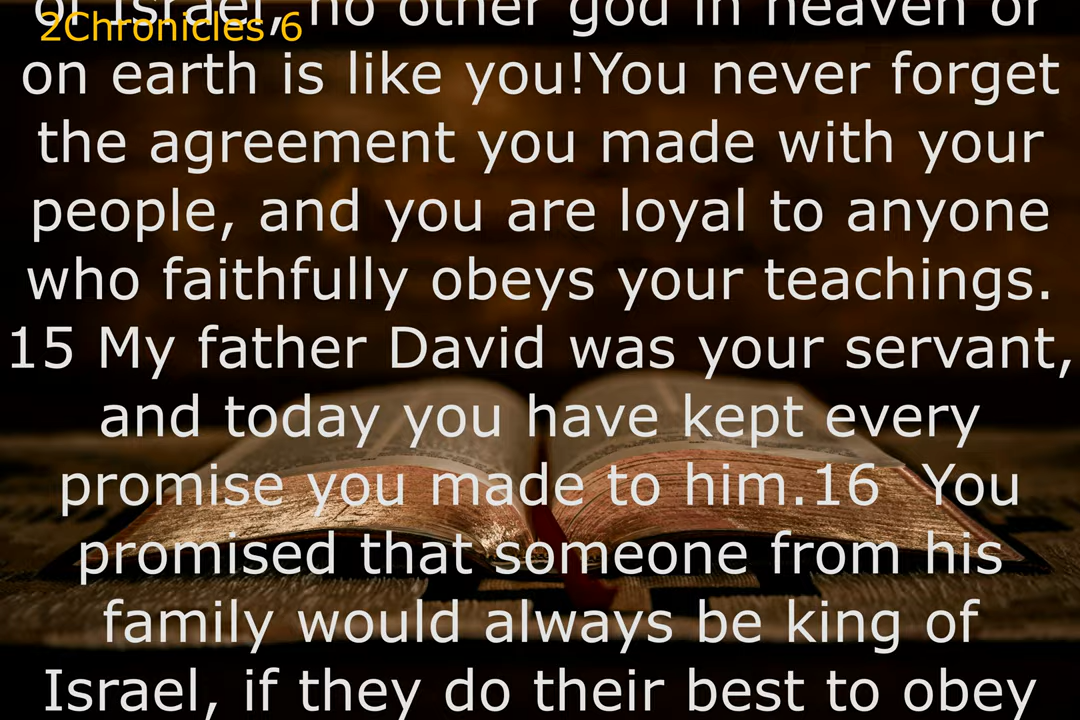 of Israel, no other god in heaven or
2Chronicles 6
on earth is like you!You never forget
the agreement you made with your
people, and you are loyal to anyone
who faithfully obeys your teachings.
15 My father David was your servant,
and today you have kept every
promise you made to him.16  You
promised that someone from his
family would always be king of
Israel, if they do their best to obey